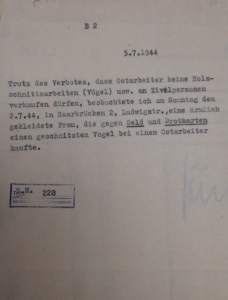 B 2
5.7.1944
Trotz des Verbotes, dass Ostarbeiter keine Holz-
schnittarbeiten (Vögel) usw. an Zivilpersonen
verkaufen dürfen, beobachtete ich am Sonntag den
2.7.44, in Saarbrücken 2, Ludwigstr., eine ärmlich
gekleidete Frau, die gegen Geld und Brotkarten
einen geschnitzten Vogel bei einem Ostarbeiter
kaufte.
228